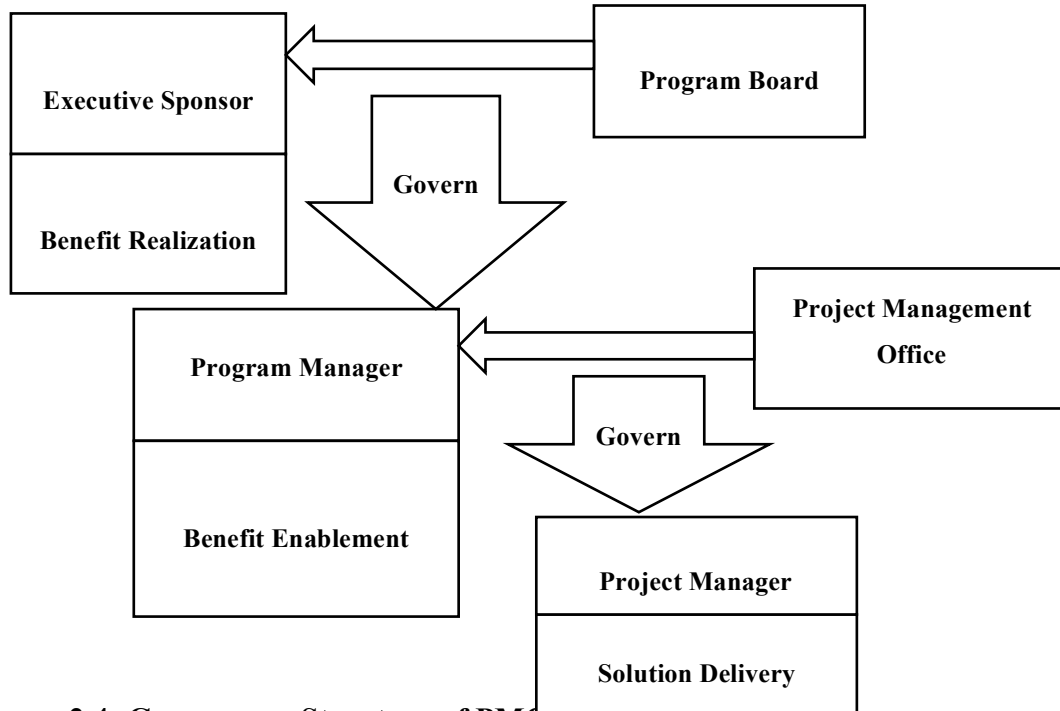 Program Board
Executive Sponsor
Govern
Benefit Realization
Project Management
Office
Program Manager
Govern
Benefit Enablement
Project Manager
Solution Delivery